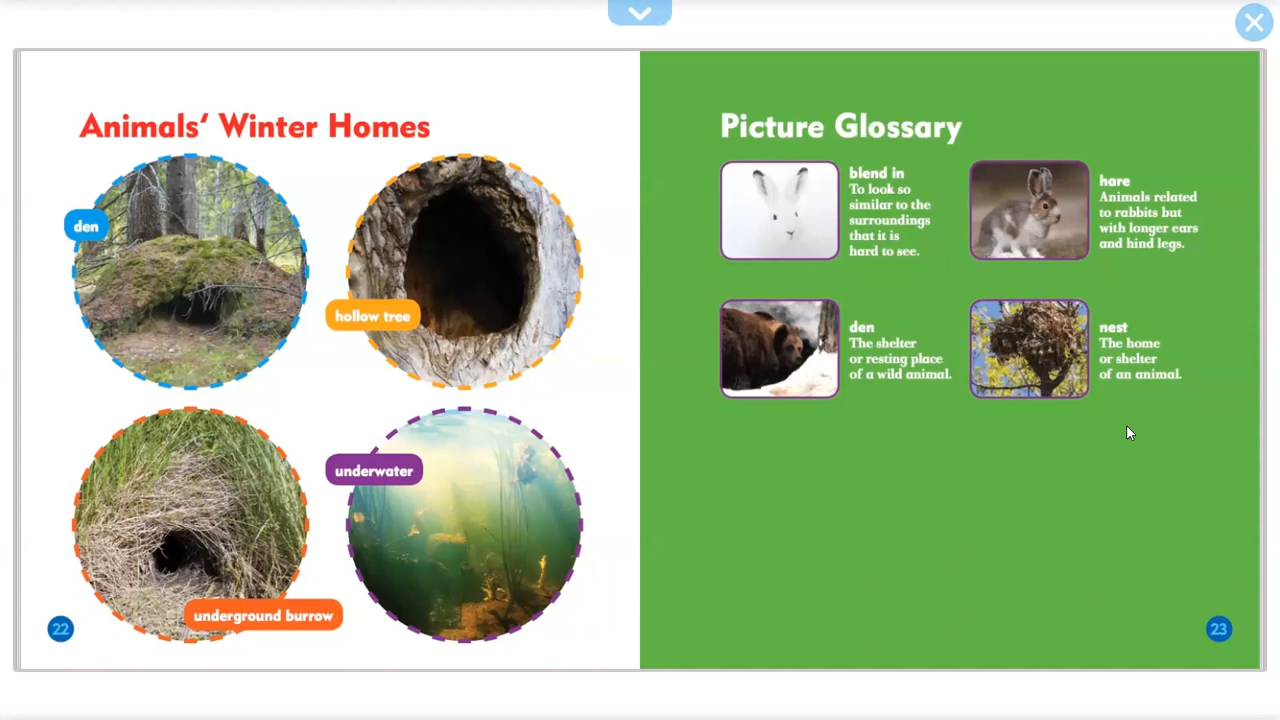 Animals‘ Winter Homes
den
hollow tree
underground burrow
underwater
22
Picture Glossary
blend in
To look so
similar to the
surroundings
that it is
hard to see.
hare
Animals related
to rabbits but
with longer ears
and hind legs.
den
The shelter
or resting place
of a wild animal.
nest
The home
or shelter
of an animal.
23